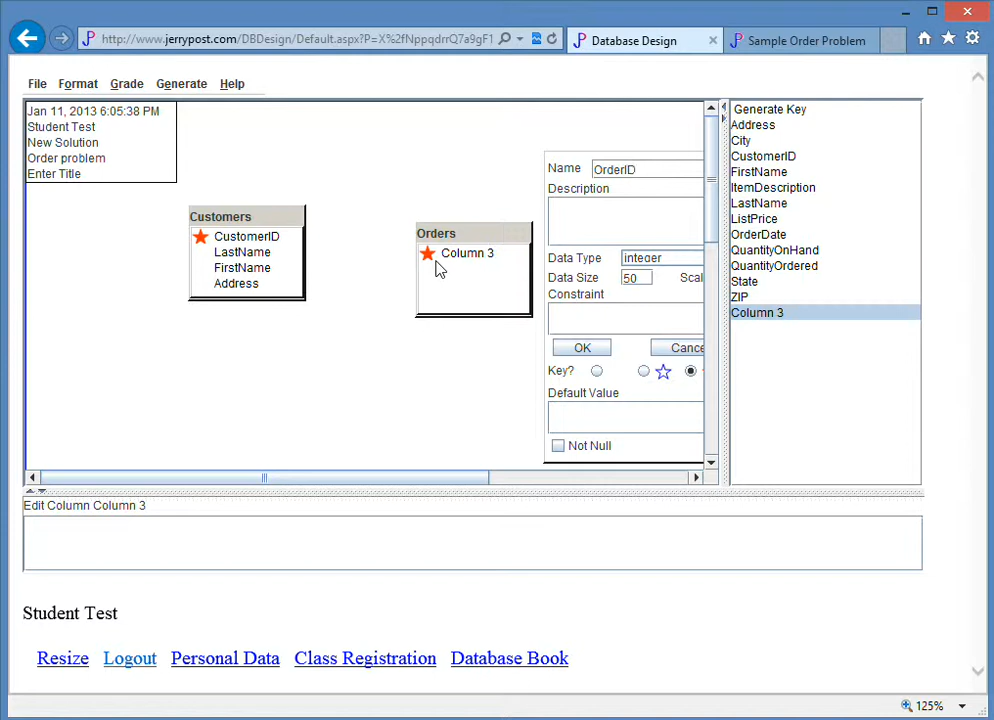 http://www.jerrypost.com/DBDesign/Default.aspx?P=X%2fNppqdrrQ7a9gF1
Database Design
Sample Order Problem
File Format Grade Generate Help
Jan 11, 2013 6:05:38 PM
Student Test
New Solution
Order problem
Enter Title
Customers
CustomerID
LastName
FirstName
Address
Orders
Column 3
Name OrderID
Description
Data Type integer
Data Size 50 Scal
Constraint
OK Cance
Key?
Default Value
Not Null
Generate Key
Address
City
CustomerID
FirstName
ItemDescription
LastName
ListPrice
OrderDate
QuantityOnHand
QuantityOrdered
State
ZIP
Column 3
Edit Column Column 3
Student Test
Resize Logout Personal Data Class Registration Database Book
125%